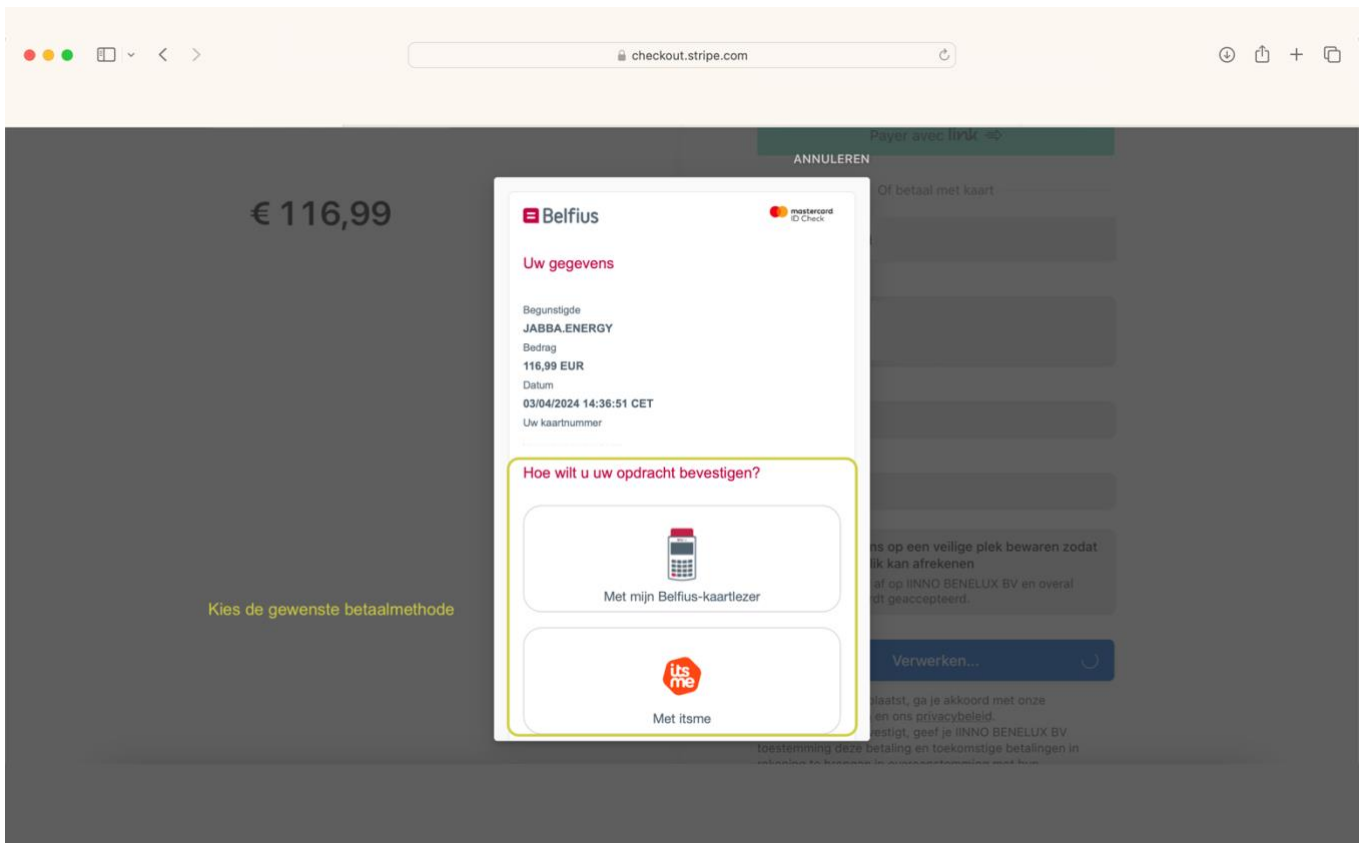 checkout.stripe.com
Payer avec link
ANNULEREN
Of betaal met kaart
€ 116,99
Belfius
mastercard
ID Check
Uw gegevens
Begunstigde
JABBA.ENERGY
Bedrag
116,99 EUR
Datum
03/04/2024 14:36:51 CET
Uw kaartnummer
Hoe wilt u uw opdracht bevestigen?
Met mijn Belfius-kaartlezer
its
me
Met itsme
Kies de gewenste betaalmethode
ns op een veilige plek bewaren zodat
lik kan afrekenen
af op IINNO BENELUX BV en overal
rdt geaccepteerd.
Verwerken...
plaatst, ga je akkoord met onze
en ons privacybeleid.
vestigt, geef je IINNO BENELUX BV
toestemming deze betaling en toekomstige betalingen in